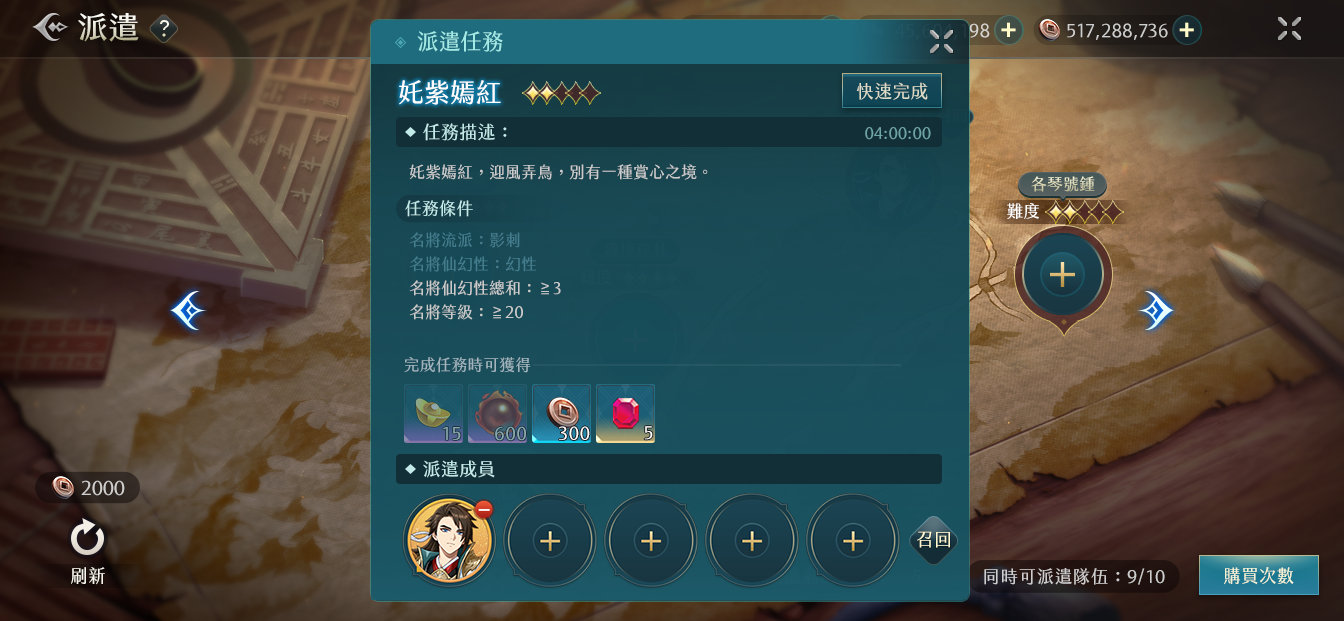 派遣
?
98
517,288,736
派遣任務
奼紫嫣紅
快速完成
任務描述：
04:00:00
奼紫嫣紅，迎風弄鳥，別有一種賞心之境。
任務條件
名將流派：影刺
名將仙幻性：幻性
名將仙幻性總和：≧3
名將等級：≧20
完成任務時可獲得
15
600
300
5
派遣成員
召回
各琴號鍾
難度
2000
刷新
同時可派遣隊伍：9/10
購買次數